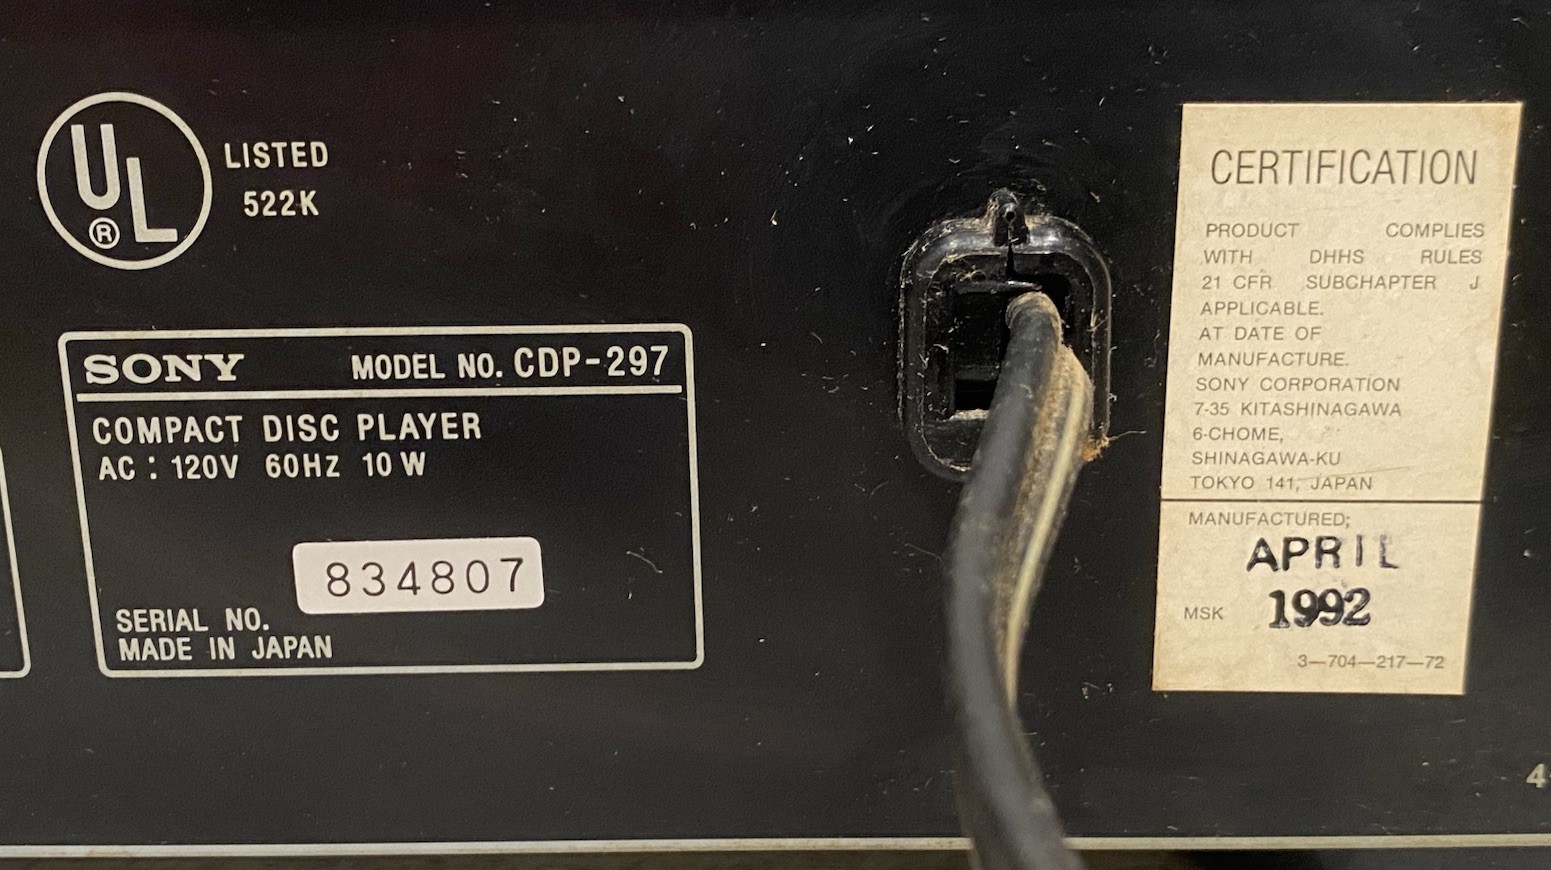 UL
®
LISTED
522K
SONY MODEL NO. CDP-297
COMPACT DISC PLAYER
AC: 120V 60HZ 10W
834807
SERIAL NO.
MADE IN JAPAN
CERTIFICATION
PRODUCT COMPLIES
WITH DHHS RULES
21 CFR SUBCHAPTER J
APPLICABLE.
AT DATE OF
MANUFACTURE.
SONY CORPORATION
7-35 KITASHINAGAWA
6-CHOME,
SHINAGAWA-KU
TOKYO 141, JAPAN
MANUFACTURED;
APRIL
MSK 1992
3—704—217—72